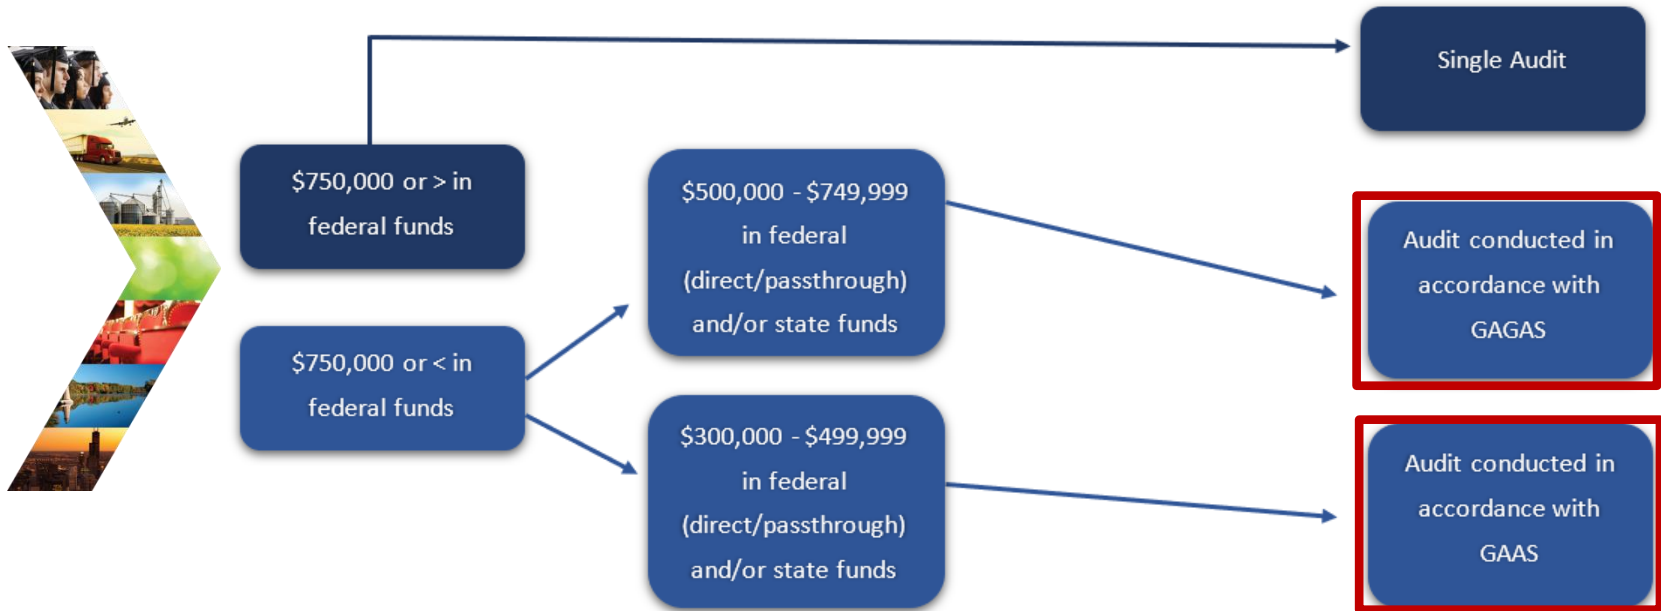 Single Audit
$750,000 or > in
federal funds
$500,000 - $749,999
in federal
(direct/passthrough)
and/or state funds
Audit conducted in
accordance with
GAGAS
$750,000 or < in
federal funds
$300,000 - $499,999
in federal
(direct/passthrough)
and/or state funds
Audit conducted in
accordance with
GAAS